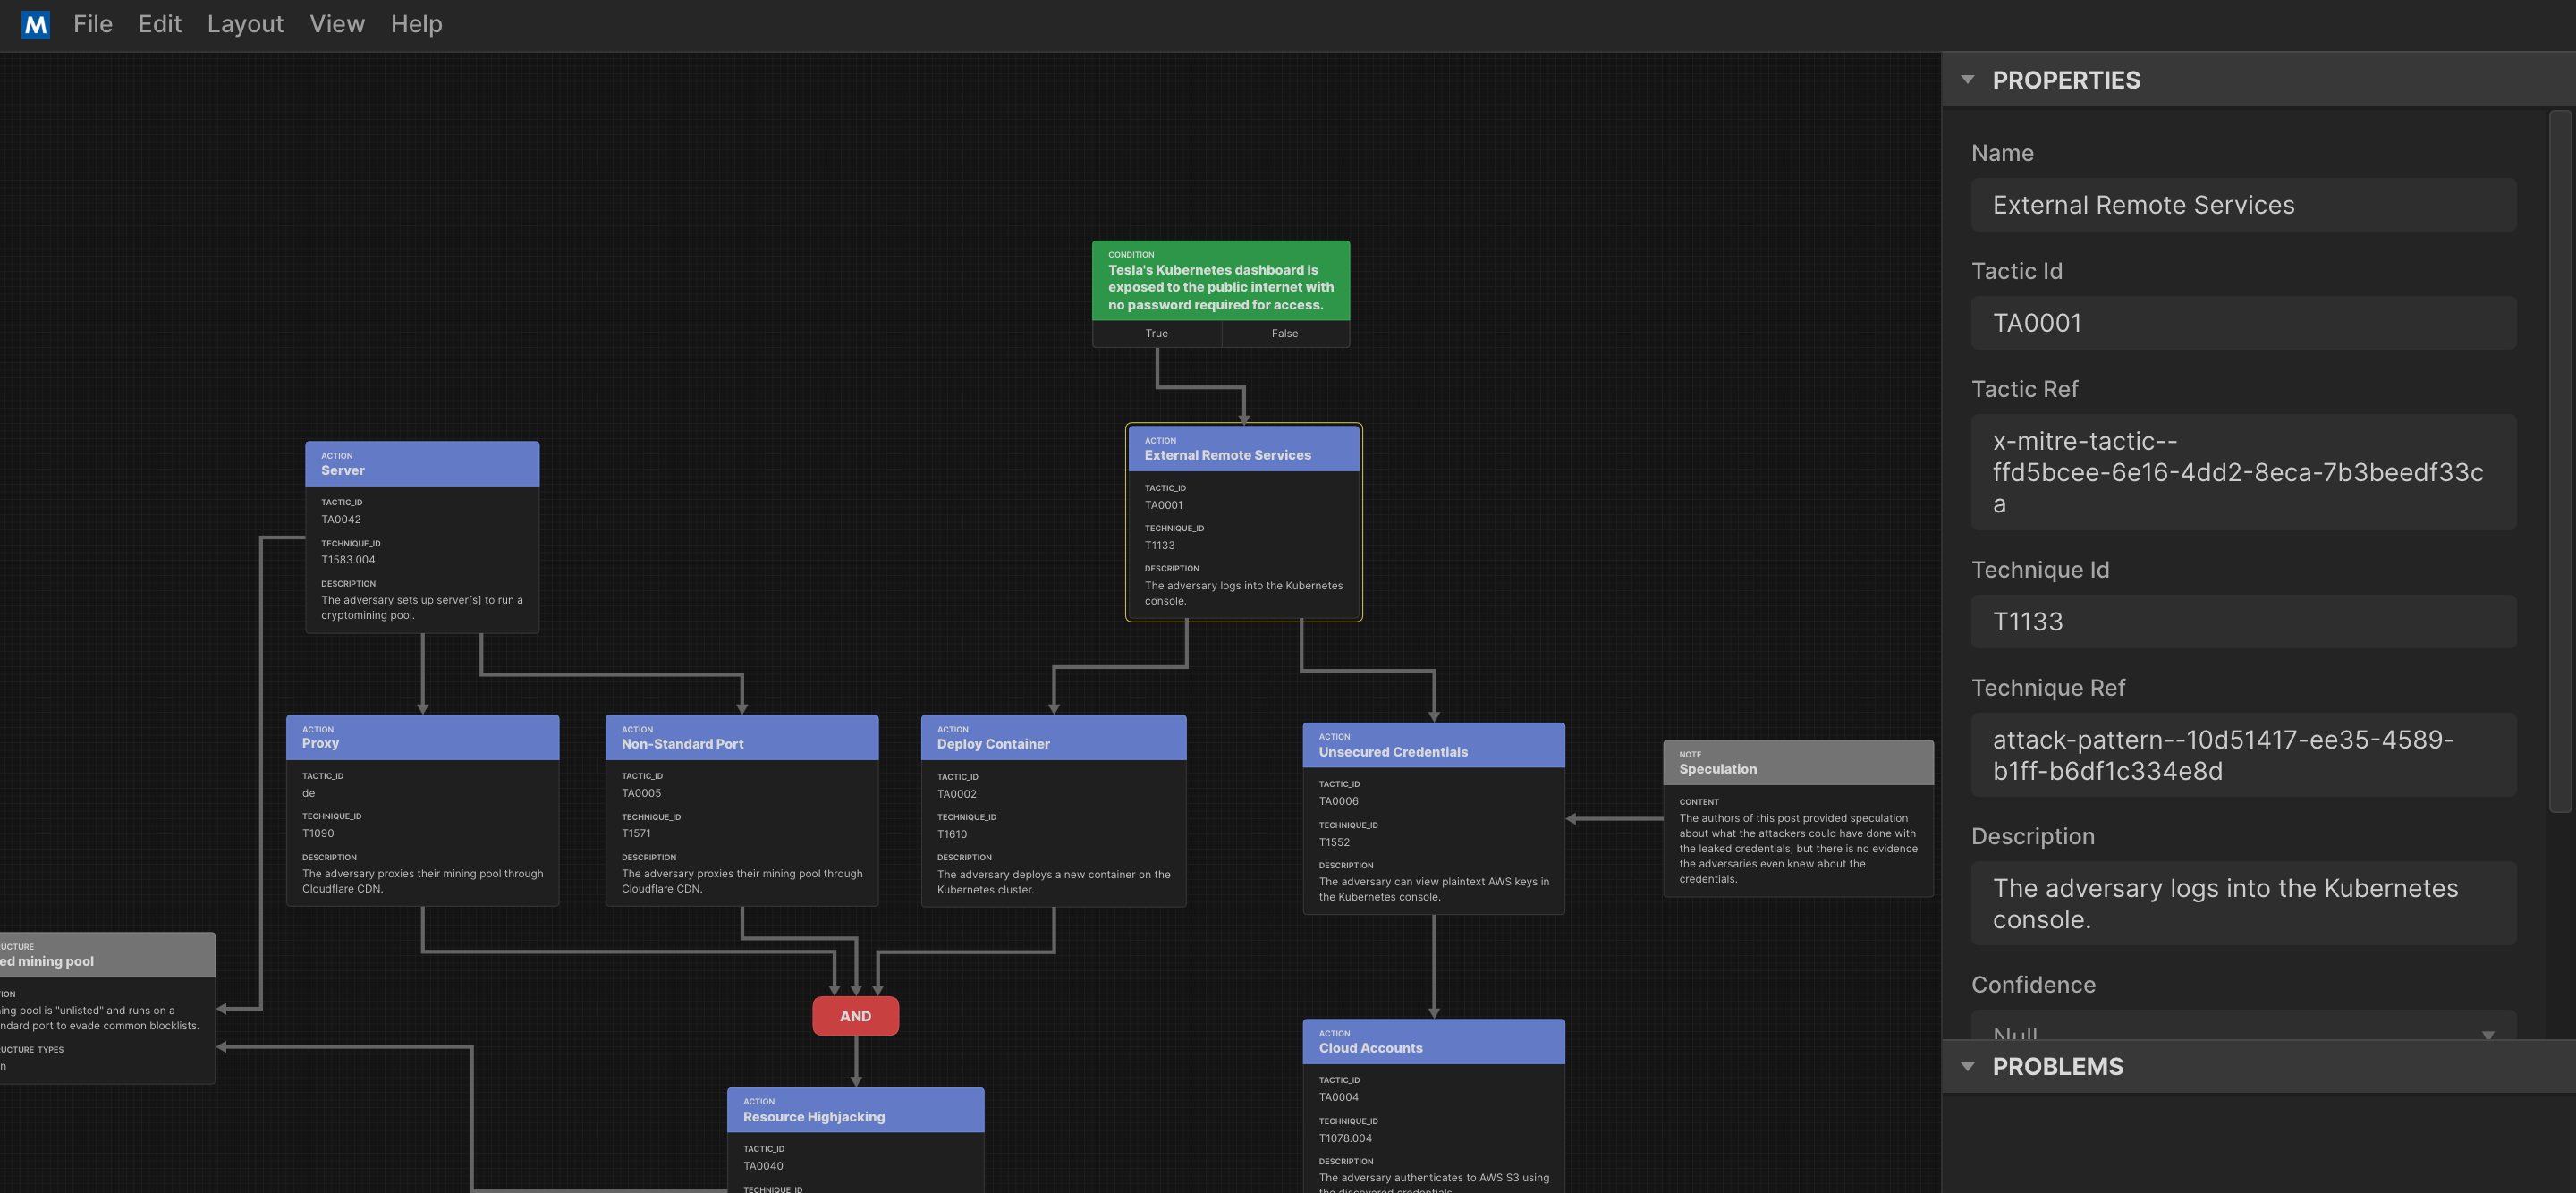 M File Edit Layout View Help
CONDITION
Tesla's Kubernetes dashboard is
exposed to the public internet with
no password required for access.
True False
ACTION
External Remote Services
TACTIC_ID
TA0001
TECHNIQUE_ID
T1133
DESCRIPTION
The adversary logs into the Kubernetes
console.
ACTION
Server
TACTIC_ID
TA0042
TECHNIQUE_ID
T1583.004
DESCRIPTION
The adversary sets up server[s] to run a
cryptomining pool.
ACTION
Proxy
TACTIC_ID
de
TECHNIQUE_ID
T1090
DESCRIPTION
The adversary proxies their mining pool through
Cloudflare CDN.
ACTION
Non-Standard Port
TACTIC_ID
TA0005
TECHNIQUE_ID
T1571
DESCRIPTION
The adversary proxies their mining pool through
Cloudflare CDN.
ACTION
Deploy Container
TACTIC_ID
TA0002
TECHNIQUE_ID
T1610
DESCRIPTION
The adversary deploys a new container on the
Kubernetes cluster.
ACTION
Unsecured Credentials
TACTIC_ID
TA0006
TECHNIQUE_ID
T1552
DESCRIPTION
The adversary can view plaintext AWS keys in
the Kubernetes console.
NOTE
Speculation
CONTENT
The authors of this post provided speculation
about what the attackers could have done with
the leaked credentials, but there is no evidence
the adversaries even knew about the
credentials.
UCTURE
ed mining pool
ION
ing pool is "unlisted" and runs on a
ndard port to evade common blocklists.
UCTURE_TYPES
n
AND
ACTION
Resource Highjacking
TACTIC_ID
TA0040
TECHNIQUE_ID
ACTION
Cloud Accounts
TACTIC_ID
TA0004
TECHNIQUE_ID
T1078.004
DESCRIPTION
The adversary authenticates to AWS S3 using
the discovered credentials
PROPERTIES
Name
External Remote Services
Tactic Id
TA0001
Tactic Ref
x-mitre-tactic--
ffd5bcee-6e16-4dd2-8eca-7b3beedf33c
a
Technique Id
T1133
Technique Ref
attack-pattern--10d51417-ee35-4589-
b1ff-b6df1c334e8d
Description
The adversary logs into the Kubernetes
console.
Confidence
Null
PROBLEMS